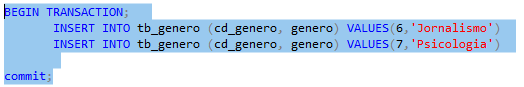 BEGIN TRANSACTION;
INSERT INTO tb_genero (cd_genero, genero) VALUES(6,'Jornalismo')
INSERT INTO tb_genero (cd_genero, genero) VALUES(7,'Psicologia')
commit;